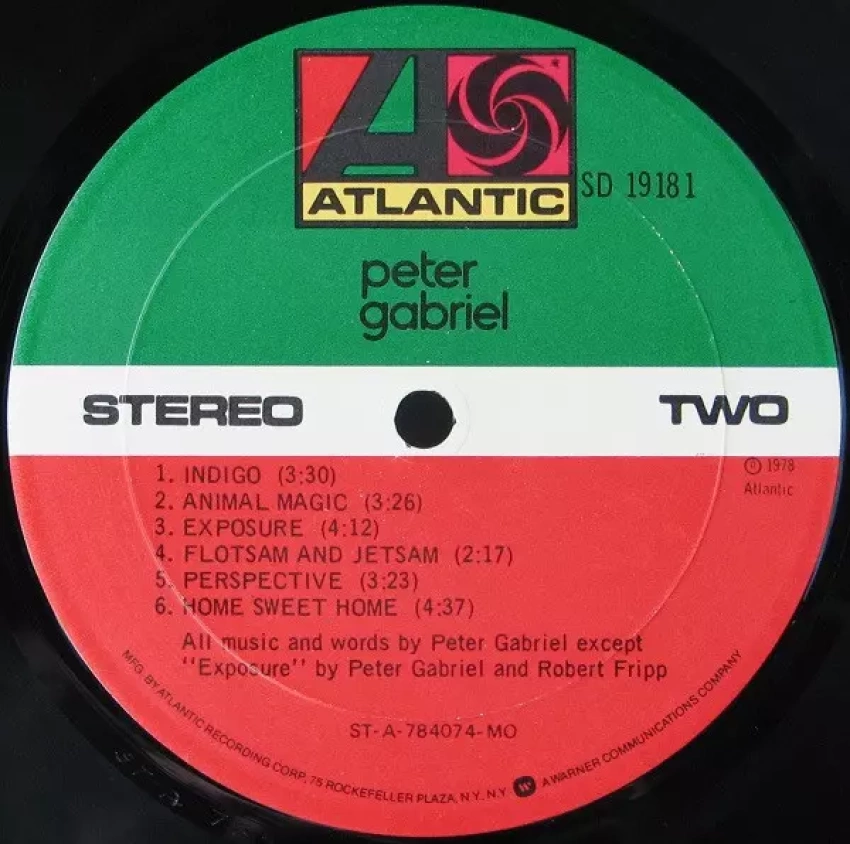 ATLANTIC
SD 19181
peter
gabriel
STEREO
TWO
℗ 1978
Atlantic
1. INDIGO (3:30)
2. ANIMAL MAGIC (3:26)
3. EXPOSURE (4:12)
4. FLOTSAM AND JETSAM (2:17)
5. PERSPECTIVE (3:23)
6. HOME SWEET HOME (4:37)
All music and words by Peter Gabriel except
"Exposure" by Peter Gabriel and Robert Fripp
ST-A-784074-MO
MFG. BY ATLANTIC RECORDING CORP., 75 ROCKEFELLER PLAZA, N.Y., N.Y. A WARNER COMMUNICATIONS COMPANY